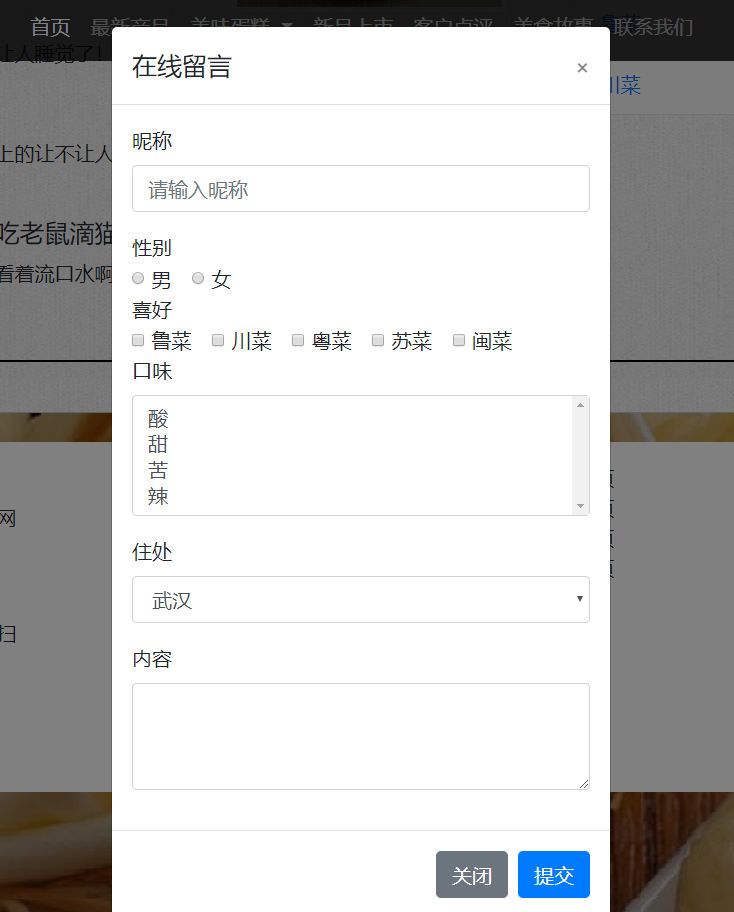 首页 最新产品 美味蛋糕 新品上市 客户点评 美食故事 联系我们
让人睡觉了!
在线留言
×
川菜
昵称
上的让不让人
请输入昵称
吃老鼠滴猫
性别
看着流口水啊
男 女
喜好
鲁菜 川菜 粤菜 苏菜 闽菜
口味
酸
甜
苦
辣
网
住处
武汉
扫
内容
关闭 提交